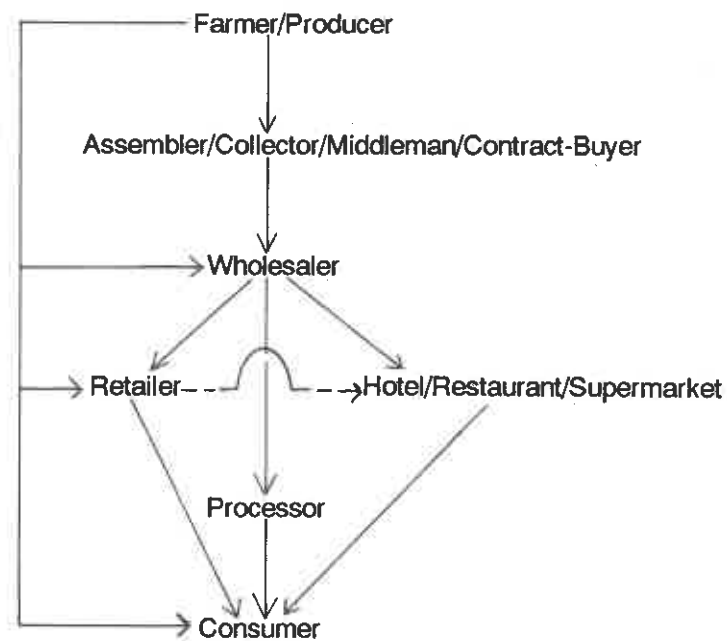 Farmer/Producer
Assembler/Collector/Middleman/Contract-Buyer
Wholesaler
Retailer
Hotel/Restaurant/Supermarket
Processor
Consumer